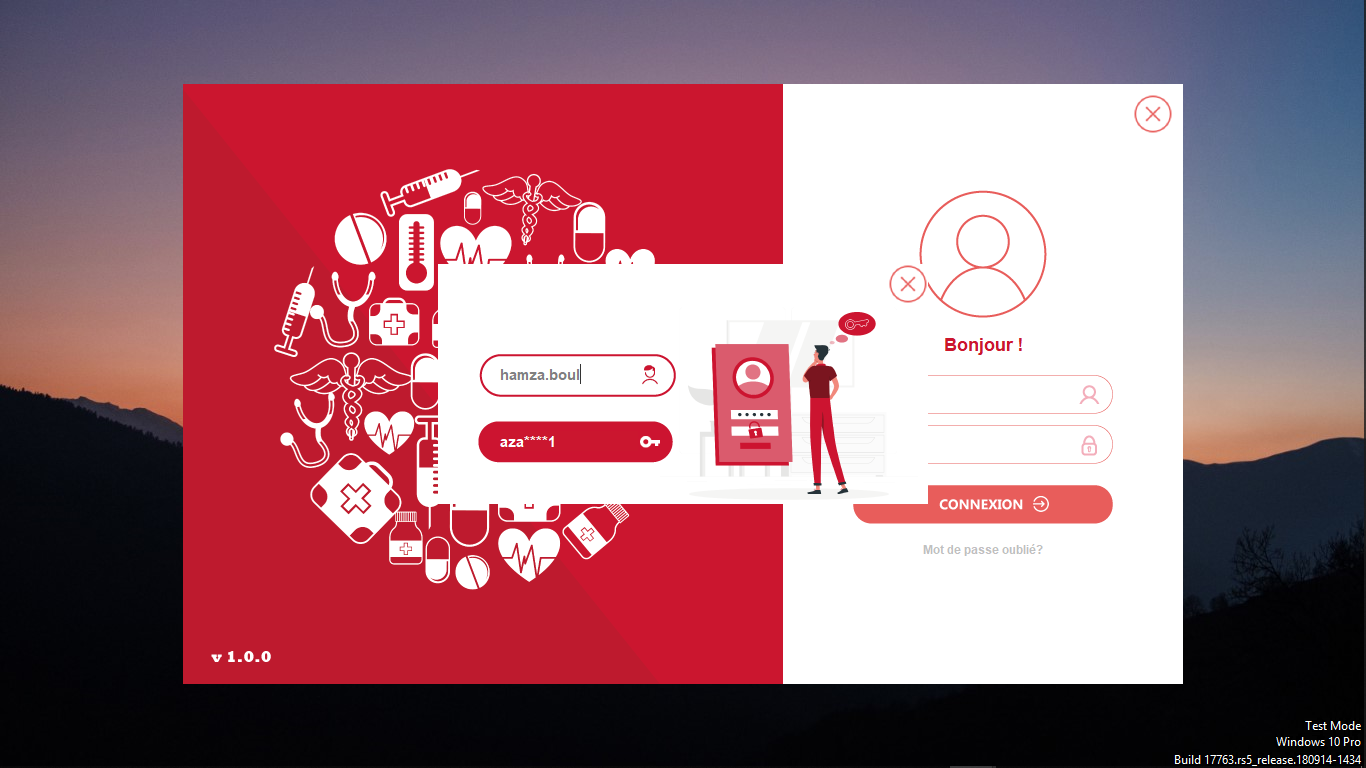 hamza.boul
aza****1
Bonjour !
CONNEXION
Mot de passe oublié?
v 1.0.0
Test Mode
Windows 10 Pro
Build 17763.rs5_release.180914-1434